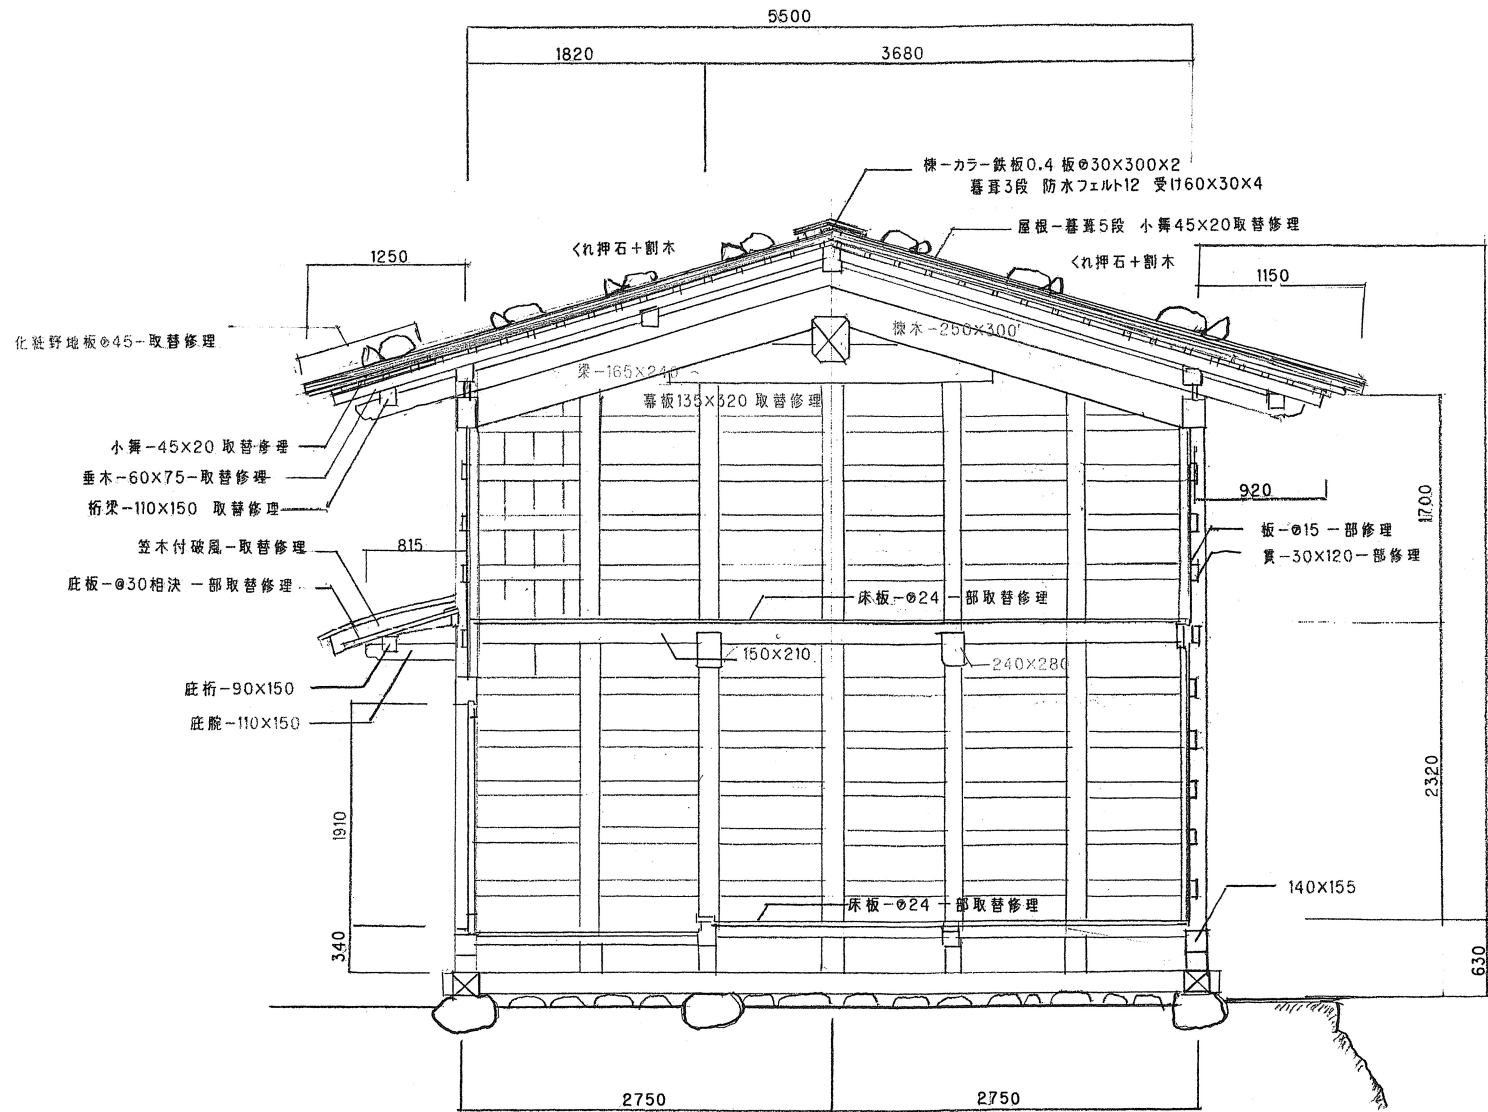 5500
1820
3680
棟-カラー鉄板0.4 板⌀30×300×2
葺葺3段 防水フェルト12 受け60×30×4
屋根-葺葺5段 小舞45×20取替修理
くれ押石+割木
くれ押石+割木
1250
1150
化粧野地板⌀45-取替修理
棟木-250×300
梁-165×240
幕板135×320 取替修理
小舞-45×20 取替修理
垂木-60×75-取替修理
桁梁-110×150 取替修理
920
1700
笠木付破風-取替修理
815
板-⌀15 一部修理
貫-30×120-一部修理
庇板-⌀30相決 一部取替修理
床板-⌀24 一部取替修理
150×210
240×280
庇桁-90×150
庇腕-110×150
1910
2320
床板-⌀24 一部取替修理
140×155
340
630
2750
2750